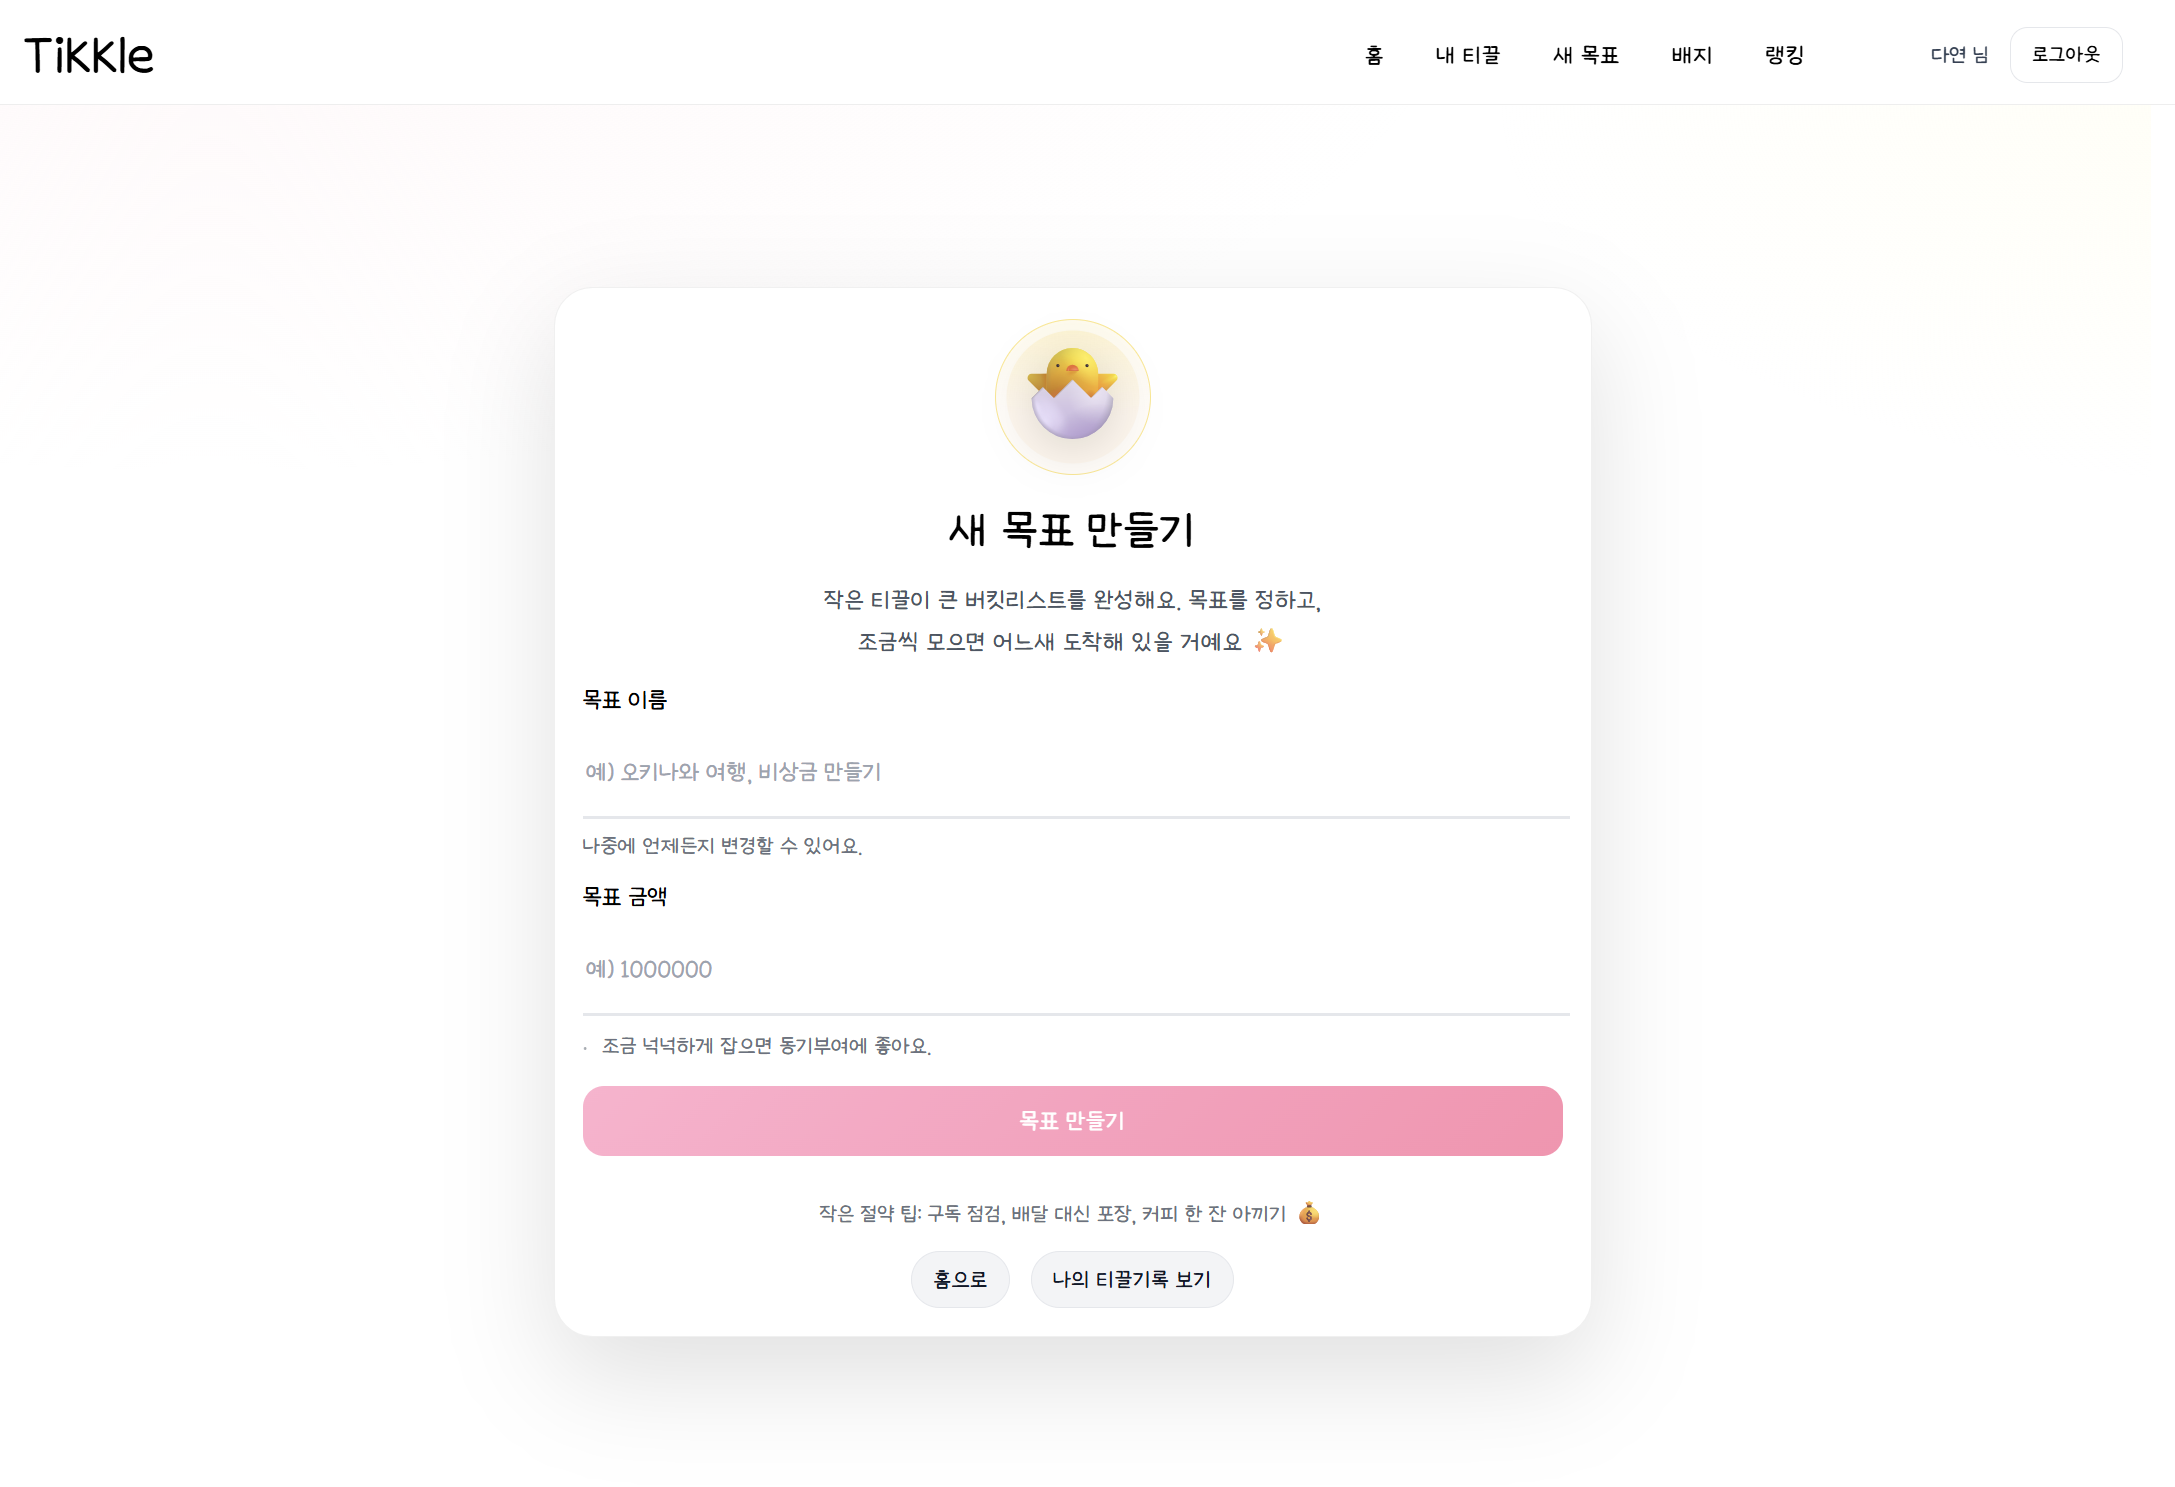 Tikkle
홈 내 티끌 새 목표 배지 랭킹 다연 님 로그아웃
새 목표 만들기
작은 티끌이 큰 버킷리스트를 완성해요. 목표를 정하고,
조금씩 모으면 어느새 도착해 있을 거예요 ✨
목표 이름
예) 오키나와 여행, 비상금 만들기
나중에 언제든지 변경할 수 있어요.
목표 금액
예) 1000000
· 조금 넉넉하게 잡으면 동기부여에 좋아요.
목표 만들기
작은 절약 팁: 구독 점검, 배달 대신 포장, 커피 한 잔 아끼기 💰
홈으로 나의 티끌기록 보기